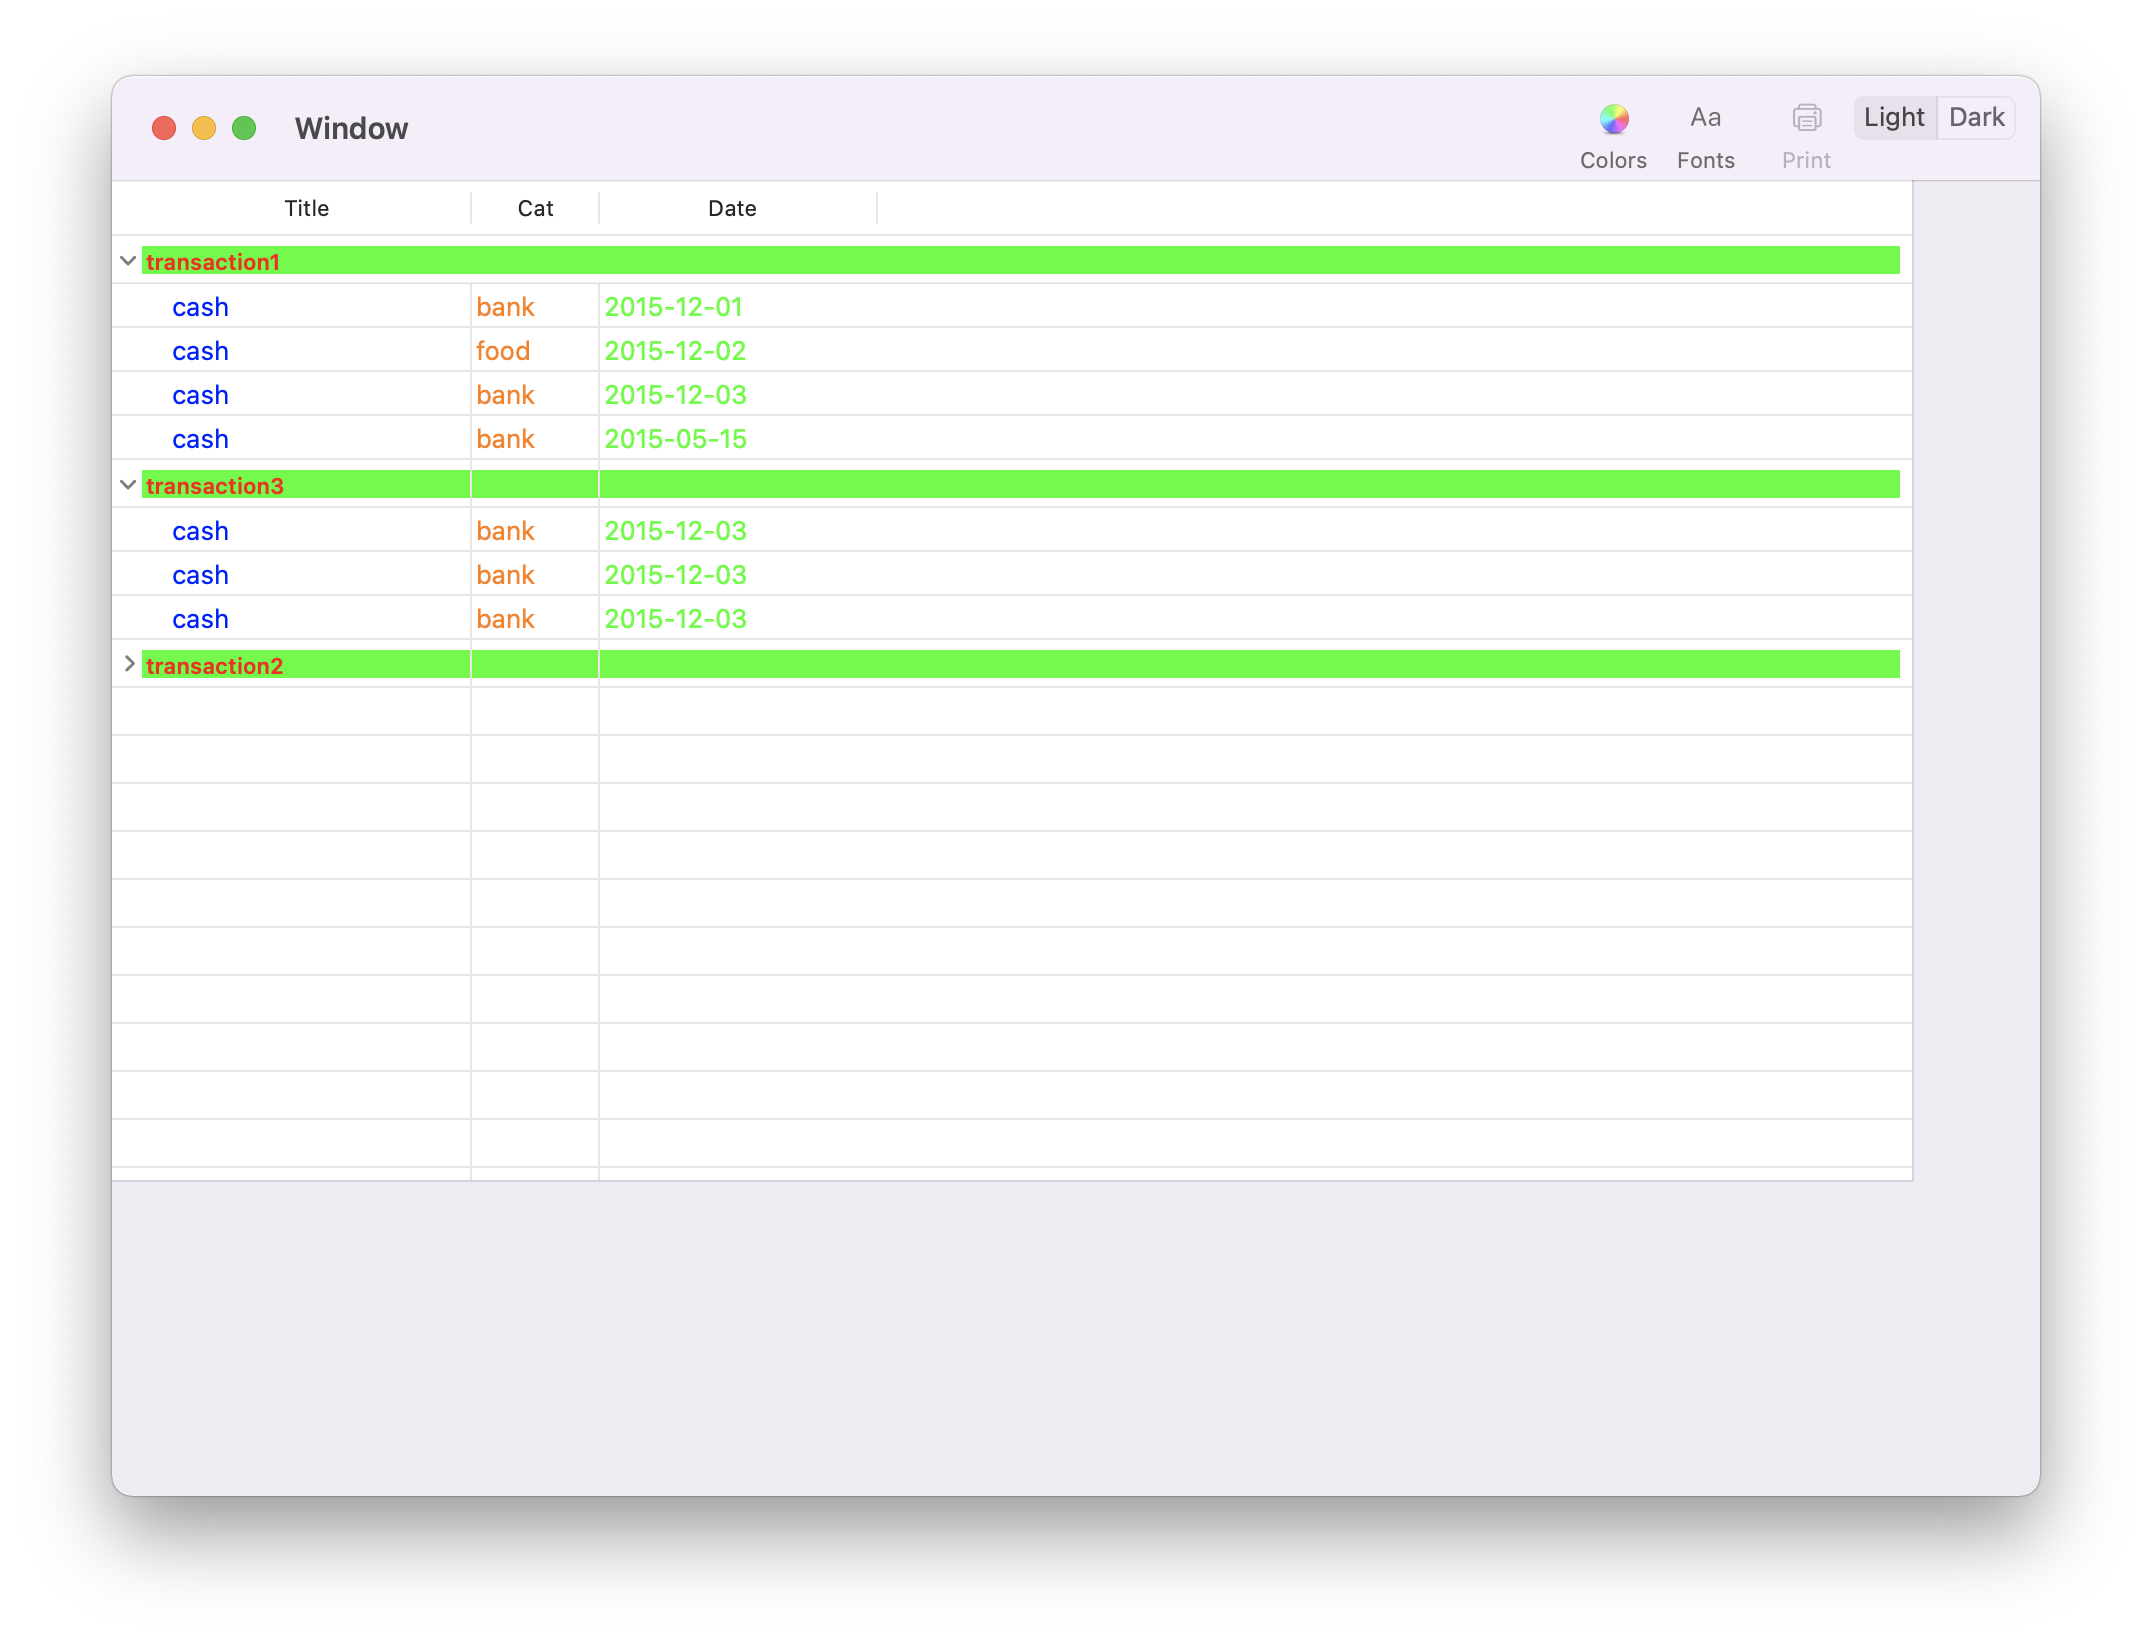 Window
Colors Fonts Print Light Dark
Title Cat Date
transaction1
cash bank 2015-12-01
cash food 2015-12-02
cash bank 2015-12-03
cash bank 2015-05-15
transaction3
cash bank 2015-12-03
cash bank 2015-12-03
cash bank 2015-12-03
transaction2